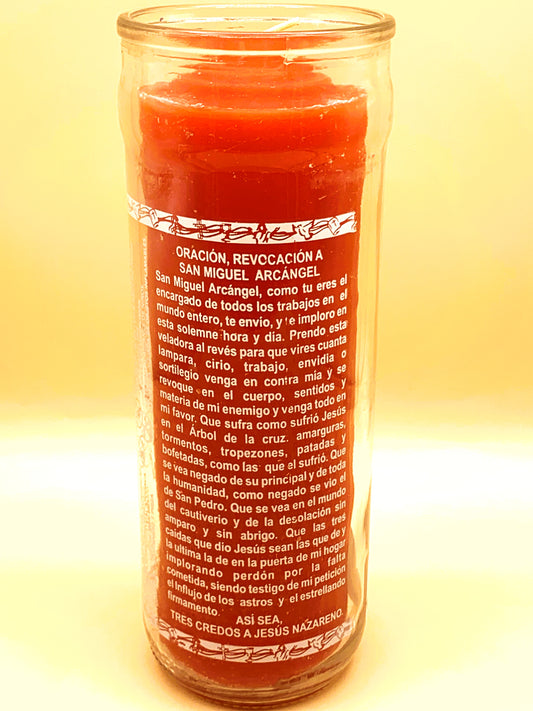 ORACIÓN, REVOCACIÓN A
SAN MIGUEL ARCÁNGEL
San Miguel Arcángel, como tu eres el
encargado de todos los trabajos en el
mundo entero, te envío, y te imploro en
esta solemne hora y dia. Prendo esta
veladora al revés para que vires cuanta
lampara, cirio, trabajo, envidia o
sortilegio venga en contra mía y se
revoque en el cuerpo, sentidos y
materia de mi enemigo y venga todo en
mi favor. Que sufra como sufrió Jesús
en el Árbol de la cruz. amarguras,
tormentos, tropezones, patadas y
bofetadas, como las que el sufrió. Que
se vea negado de su principal y de toda
la humanidad, como negado se vio el
de San Pedro. Que se vea en el mundo
del cautiverio y de la desolación sin
amparo y sin abrigo. Que las tres
caidas que dio Jesús sean las que de y
la ultima la de en la puerta de mi hogar
implorando perdón por la falta
cometida, siendo testigo de mi petición
el influjo de los astros y el estrellando
firmamento.
ASÍ SEA,
TRES CREDOS A JESÚS NAZARENO.